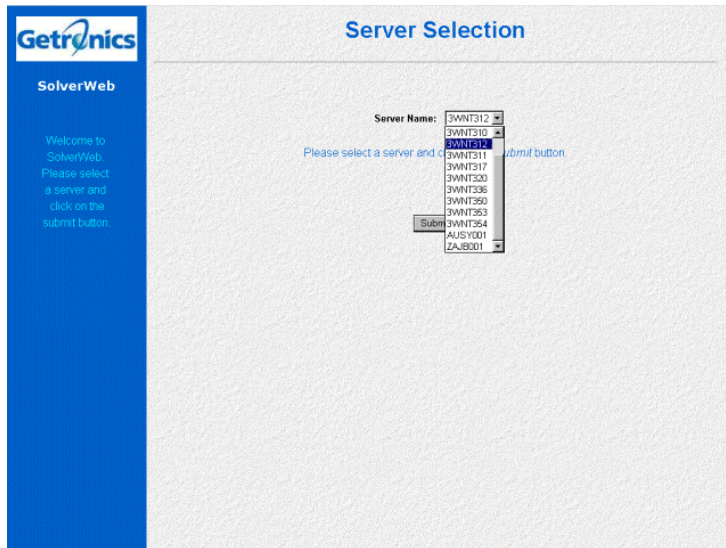 Getronics
SolverWeb
Welcome to
SolverWeb.
Please select
a server and
click on the
submit button.
Server Selection
Server Name: 3WNT312
3WNT310
3WNT312
3WNT311
3WNT317
3WNT320
3WNT336
3WNT350
3WNT353
3WNT354
AUSY001
ZAJB001
Please select a server and c ubmit button
Subm